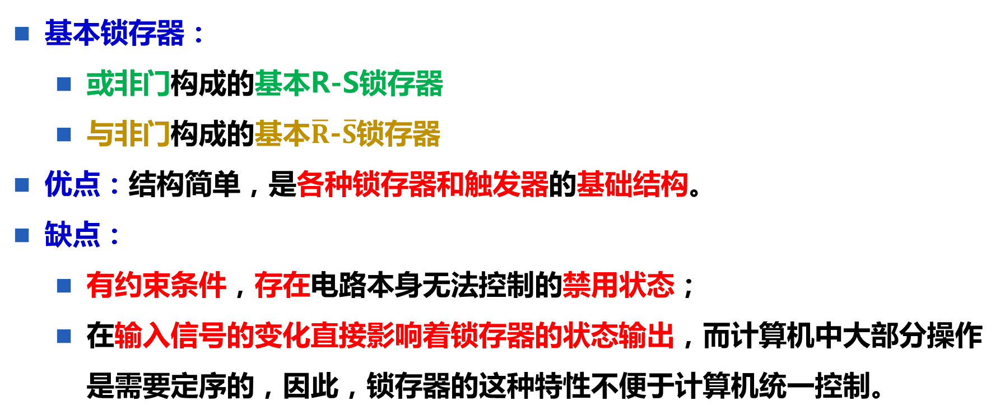 基本锁存器：
或非门构成的基本R-S锁存器
与非门构成的基本R̅-S̅锁存器
优点：结构简单，是各种锁存器和触发器的基础结构。
缺点：
有约束条件，存在电路本身无法控制的禁用状态；
在输入信号的变化直接影响着锁存器的状态输出，而计算机中大部分操作
是需要定序的，因此，锁存器的这种特性不便于计算机统一控制。